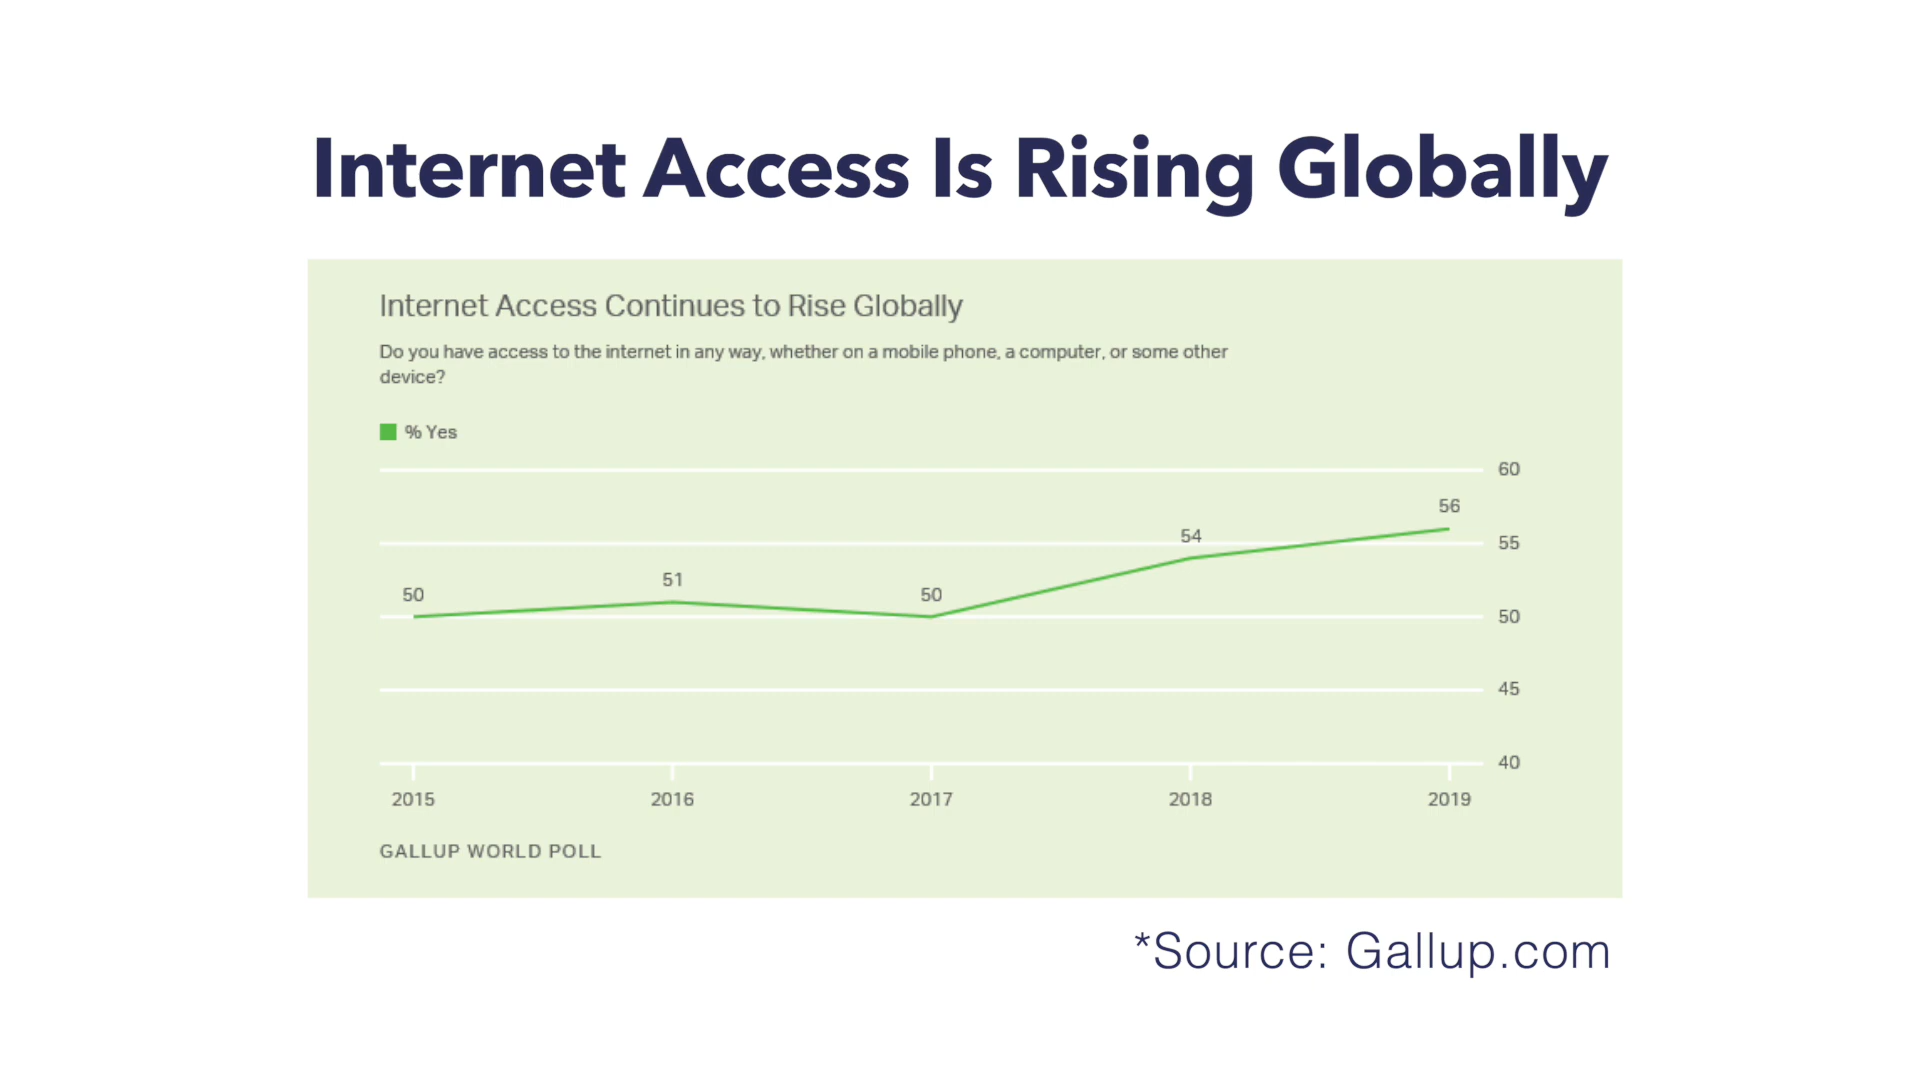 Internet Access Is Rising Globally
Internet Access Continues to Rise Globally
Do you have access to the internet in any way, whether on a mobile phone, a computer, or some other
device?
% Yes
60
56
54
55
51
50
50
50
45
40
2015 2016 2017 2018 2019
GALLUP WORLD POLL
*Source: Gallup.com